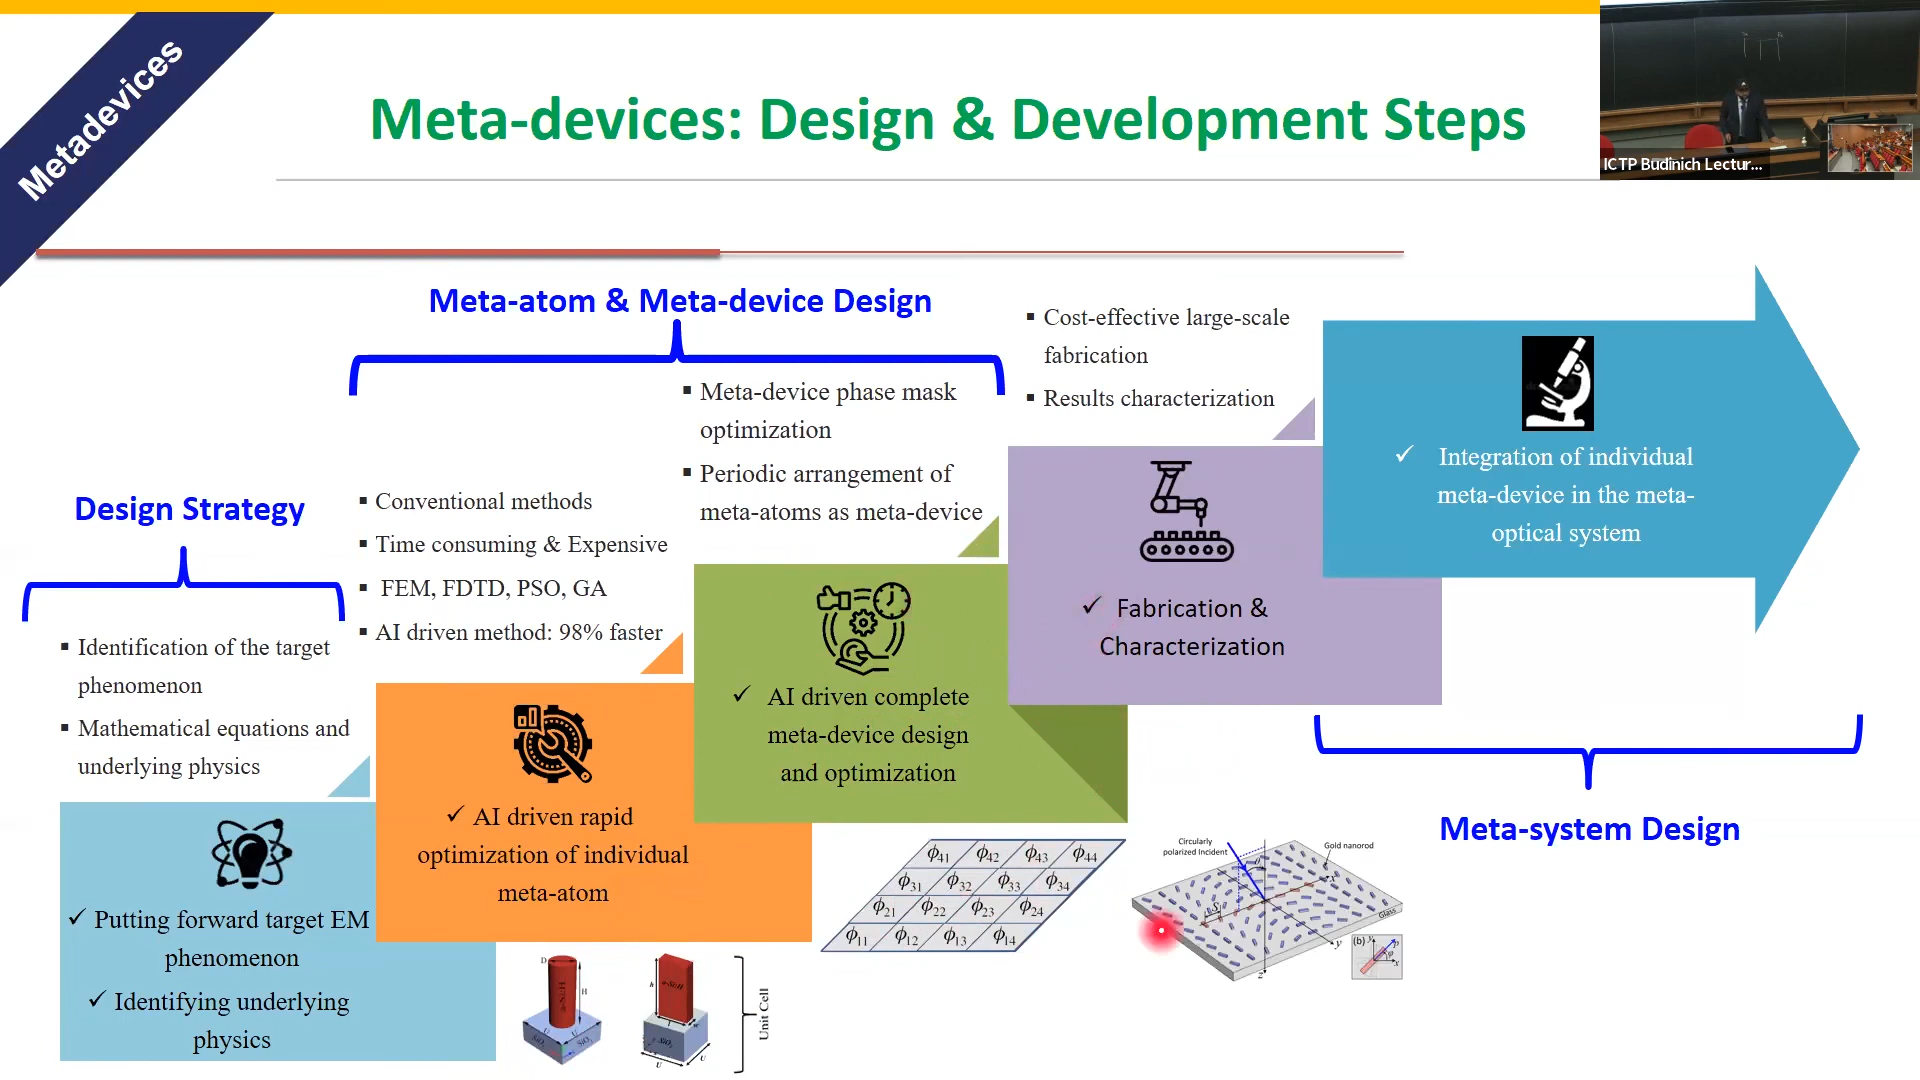 Metadevices
Meta-devices: Design & Development Steps
ICTP Budinich Lectur...
Design Strategy
▪ Identification of the target
phenomenon
▪ Mathematical equations and
underlying physics
✓ Putting forward target EM
phenomenon
✓ Identifying underlying
physics
Meta-atom & Meta-device Design
▪ Conventional methods
▪ Time consuming & Expensive
▪ FEM, FDTD, PSO, GA
▪ AI driven method: 98% faster
✓ AI driven rapid
optimization of individual
meta-atom
▪ Meta-device phase mask
optimization
▪ Periodic arrangement of
meta-atoms as meta-device
✓ AI driven complete
meta-device design
and optimization
▪ Cost-effective large-scale
fabrication
▪ Results characterization
✓ Fabrication &
Characterization
✓ Integration of individual
meta-device in the meta-
optical system
Meta-system Design
D
H
a-Si:H
U
U
SiO₂
SiO₂
h
a-Si:H
l
w
SiO₂
U
U
Unit Cell
ϕ41 ϕ42 ϕ43 ϕ44
ϕ31 ϕ32 ϕ33 ϕ34
ϕ21 ϕ22 ϕ23 ϕ24
ϕ11 ϕ12 ϕ13 ϕ14
Circularly
polarized Incident
Gold nanorod
θ
x
S
Glass
y
z
(b)
y
p
φ
x